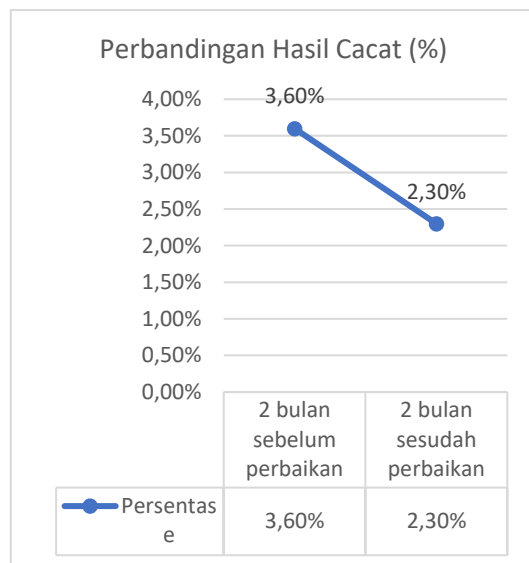 Perbandingan Hasil Cacat (%)
4,00%
3,50%
3,00%
2,50%
2,00%
1,50%
1,00%
0,50%
0,00%
3,60%
2,30%
2 bulan
sebelum
perbaikan
2 bulan
sesudah
perbaikan
Persentas
e
3,60%
2,30%